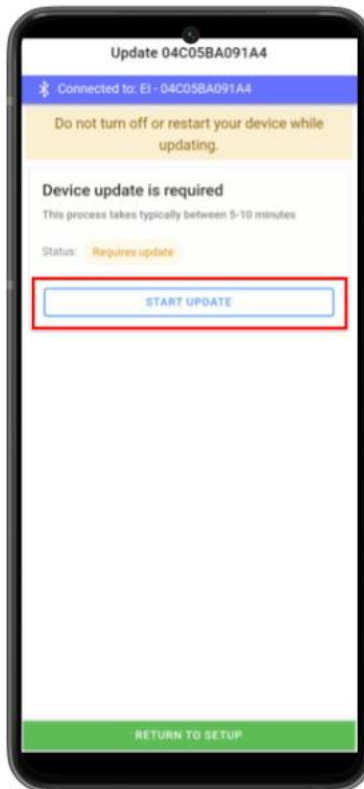 Update 04C05BA091A4
Connected to: EI - 04C05BA091A4
Do not turn off or restart your device while
updating.
Device update is required
This process takes typically between 5-10 minutes
Status: Requires update
START UPDATE
RETURN TO SETUP